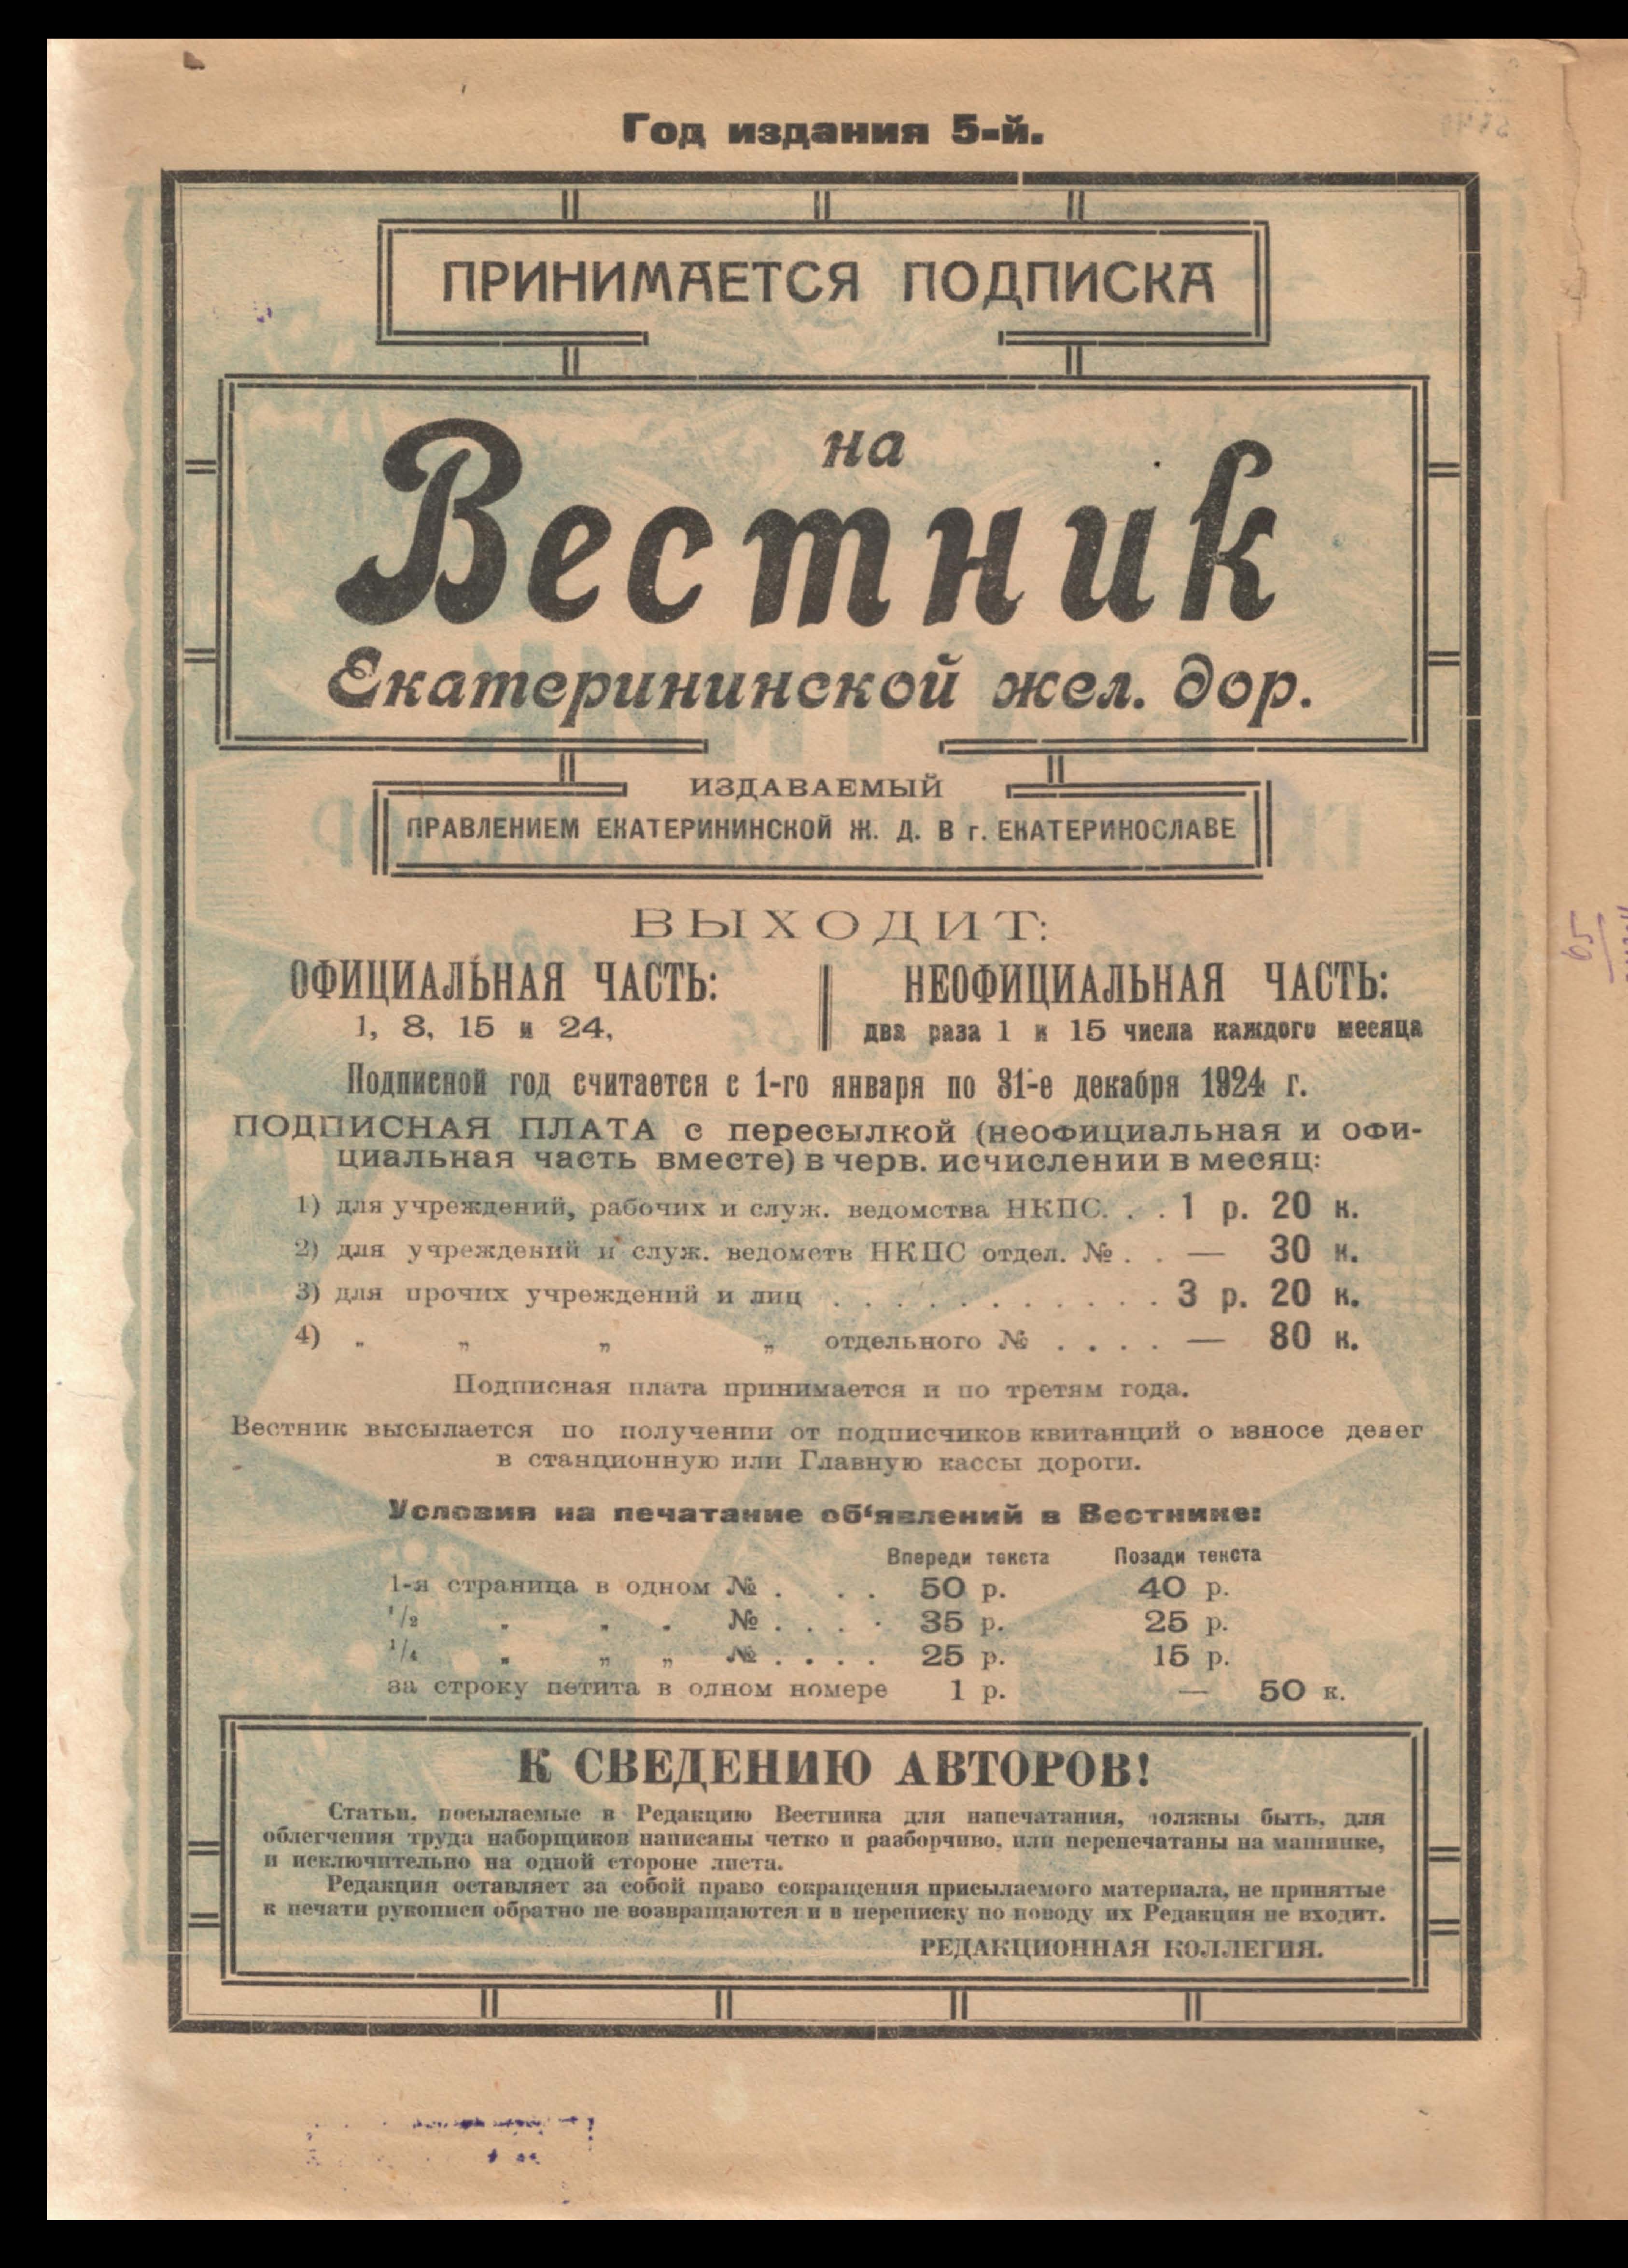 Год издания 5-й.
ПРИНИМАЕТСЯ ПОДПИСКА
на
Вестник
Екатерининской жел. дор.
ИЗДАВАЕМЫЙ
ПРАВЛЕНИЕМ ЕКАТЕРИНИНСКОЙ Ж. Д. В г. ЕКАТЕРИНОСЛАВЕ
ВЫХОДИТ:
ОФИЦИАЛЬНАЯ ЧАСТЬ:
1, 8, 15 и 24,
НЕОФИЦИАЛЬНАЯ ЧАСТЬ:
два раза 1 и 15 числа каждого месяца
Подписной год считается с 1-го января по 31-е декабря 1924 г.
ПОДПИСНАЯ ПЛАТА с пересылкой (неофициальная и офи-
циальная часть вместе) в черв. исчислении в месяц:
1) для учреждений, рабочих и служ. ведомства НКПС. . . 1 р. 20 к.
2) для учреждений и служ. ведомств НКПС отдел. № . . — 30 к.
3) для прочих учреждений и лиц . . . . . . . . . . . . 3 р. 20 к.
4) „ „ „ „ отдельного № . . . . — 80 к.
Подписная плата принимается и по третям года.
Вестник высылается по получении от подписчиков квитанций о взносе денег
в станционную или Главную кассы дороги.
Условия на печатание об‘явлений в Вестнике:
Впереди текста Позади текста
1-я страница в одном № . . . 50 р. 40 р.
1/2 „ „ „ № . . . . 35 р. 25 р.
1/4 „ „ „ № . . . . 25 р. 15 р.
за строку петита в одном номере 1 р. — 50 к.
К СВЕДЕНИЮ АВТОРОВ!
Статьи, посылаемые в Редакцию Вестника для напечатания, должны быть, для
облегчения труда наборщиков написаны четко и разборчиво, или перепечатаны на машинке,
и исключительно на одной стороне листа.
Редакция оставляет за собой право сокращения присылаемого материала, не принятые
к печати рукописи обратно не возвращаются и в переписку по поводу их Редакция не входит.
РЕДАКЦИОННАЯ КОЛЛЕГИЯ.
65